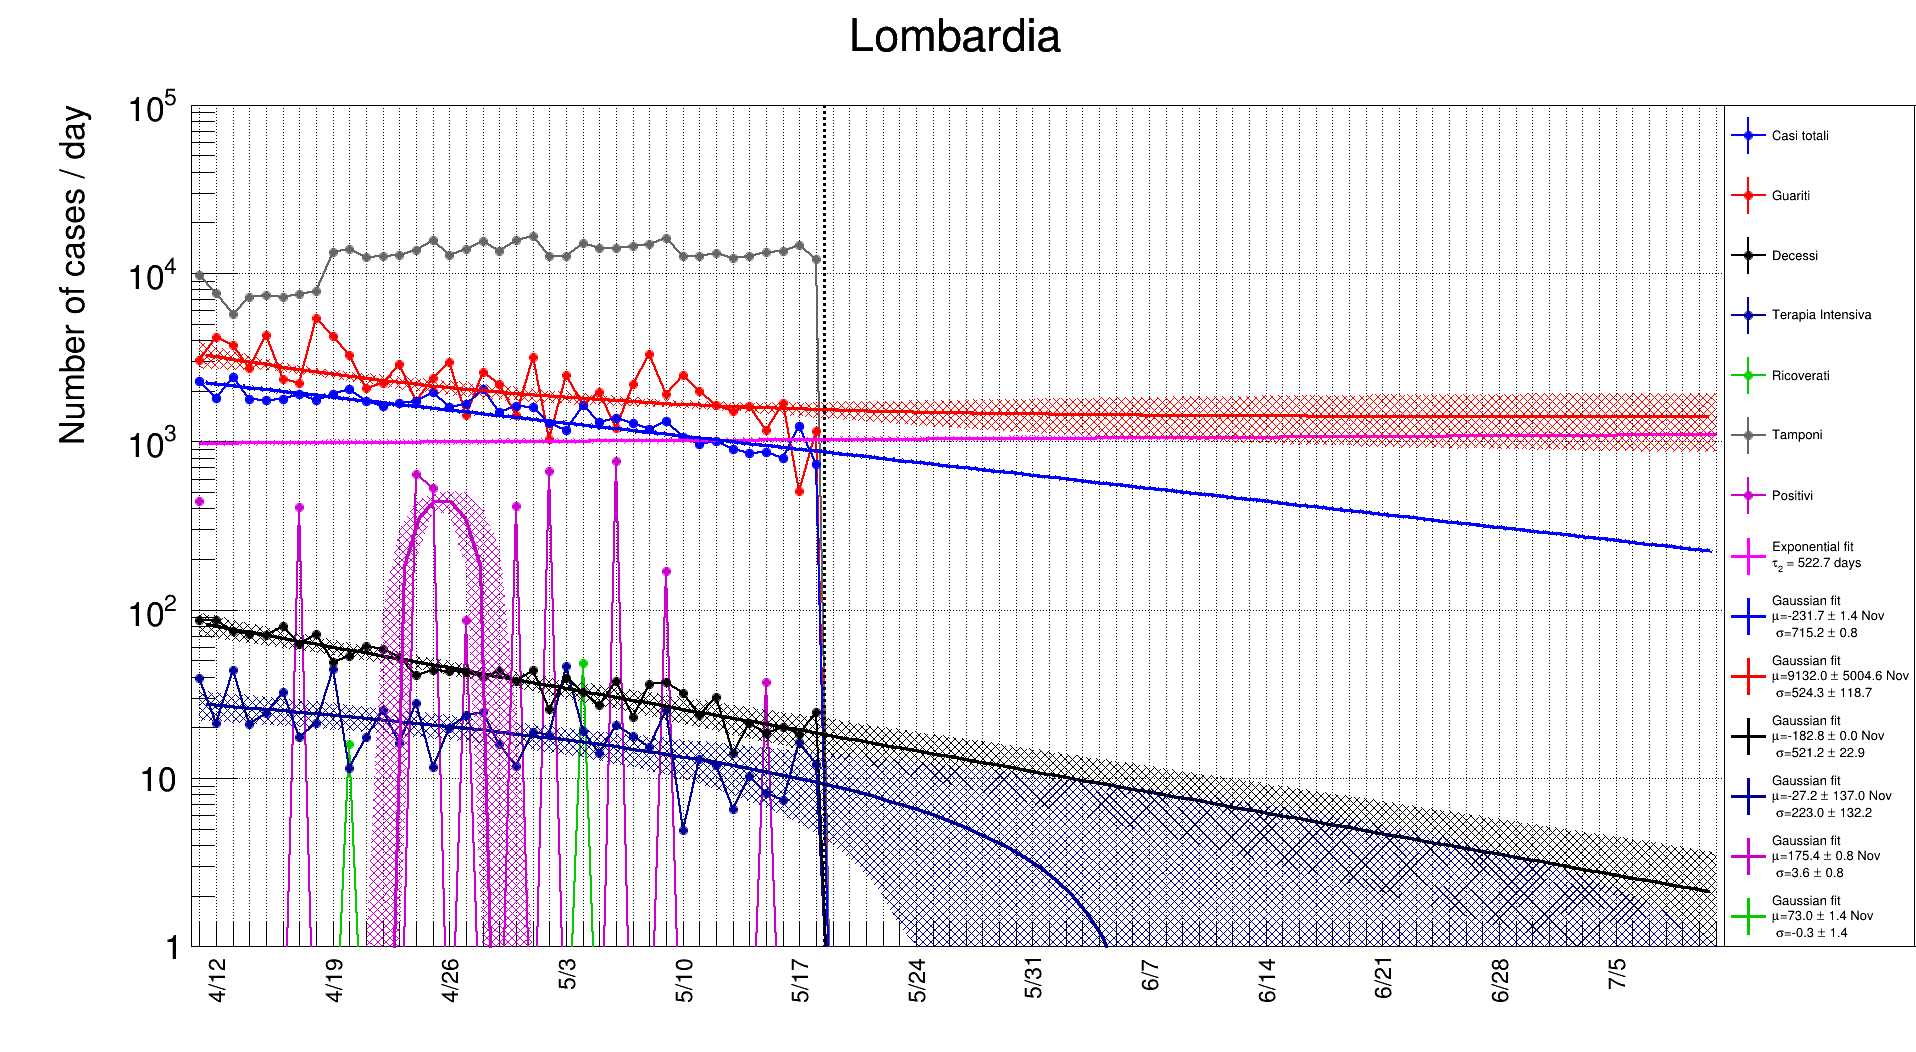 Lombardia
Number of cases / day
10^5
10^4
10^3
10^2
10
1
4/12
4/19
4/26
5/3
5/10
5/17
5/24
5/31
6/7
6/14
6/21
6/28
7/5
Casi totali
Guariti
Decessi
Terapia Intensiva
Ricoverati
Tamponi
Positivi
Exponential fit
τ₂ = 522.7 days
Gaussian fit
μ=-231.7 ± 1.4 Nov
σ=715.2 ± 0.8
Gaussian fit
μ=9132.0 ± 5004.6 Nov
σ=524.3 ± 118.7
Gaussian fit
μ=-182.8 ± 0.0 Nov
σ=521.2 ± 22.9
Gaussian fit
μ=-27.2 ± 137.0 Nov
σ=223.0 ± 132.2
Gaussian fit
μ=175.4 ± 0.8 Nov
σ=3.6 ± 0.8
Gaussian fit
μ=73.0 ± 1.4 Nov
σ=-0.3 ± 1.4